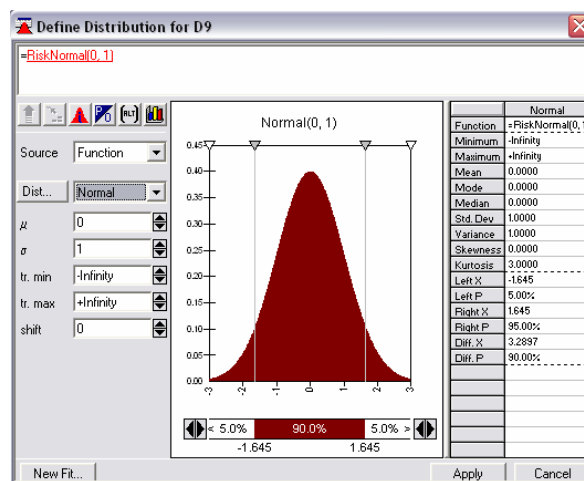 Define Distribution for D9
=RiskNormal(0, 1)
Source Function
Dist... Normal
μ 0
σ 1
tr. min -Infinity
tr. max +Infinity
shift 0
New Fit...
Normal(0, 1)
0.45
0.40
0.35
0.30
0.25
0.20
0.15
0.10
0.05
0.00
-3 -2 -1 0 1 2 3
< 5.0% 90.0% 5.0% >
-1.645 1.645
Normal
Function =RiskNormal(0, 1
Minimum -Infinity
Maximum +Infinity
Mean 0.0000
Mode 0.0000
Median 0.0000
Std. Dev 1.0000
Variance 1.0000
Skewness 0.0000
Kurtosis 3.0000
Left X -1.645
Left P 5.00%
Right X 1.645
Right P 95.00%
Diff. X 3.2897
Diff. P 90.00%
Apply Cancel